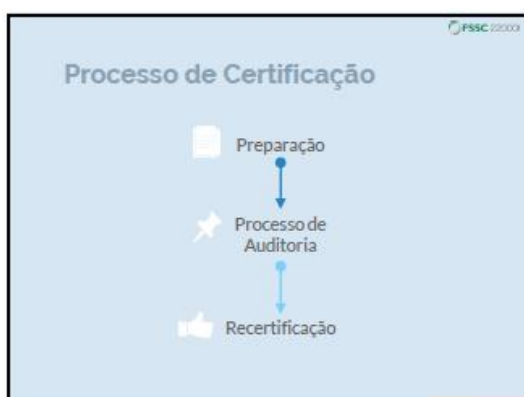 FSSC 22000
Processo de Certificação
Preparação
Processo de
Auditoria
Recertificação